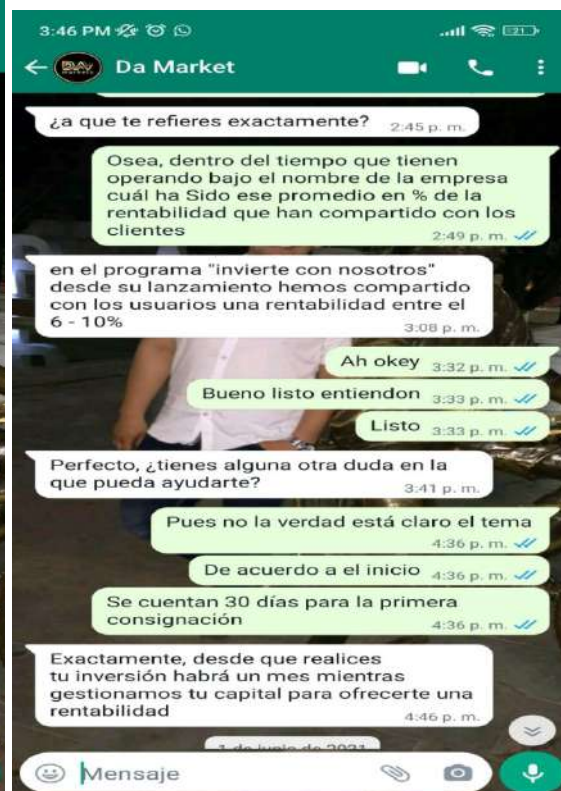 3:46 PM
21
Da Market
¿a que te refieres exactamente? 2:45 p. m.
Osea, dentro del tiempo que tienen
operando bajo el nombre de la empresa
cuál ha Sido ese promedio en % de la
rentabilidad que han compartido con los
clientes
2:49 p. m.
en el programa "invierte con nosotros"
desde su lanzamiento hemos compartido
con los usuarios una rentabilidad entre el
6 - 10%
3:08 p. m.
Ah okey 3:32 p. m.
Bueno listo entiendon 3:33 p. m.
Listo 3:33 p. m.
Perfecto, ¿tienes alguna otra duda en la
que pueda ayudarte?
3:41 p. m.
Pues no la verdad está claro el tema
4:36 p. m.
De acuerdo a el inicio 4:36 p. m.
Se cuentan 30 días para la primera
consignación
4:36 p. m.
Exactamente, desde que realices
tu inversión habrá un mes mientras
gestionamos tu capital para ofrecerte una
rentabilidad
4:46 p. m.
1 de junio de 2021
Mensaje